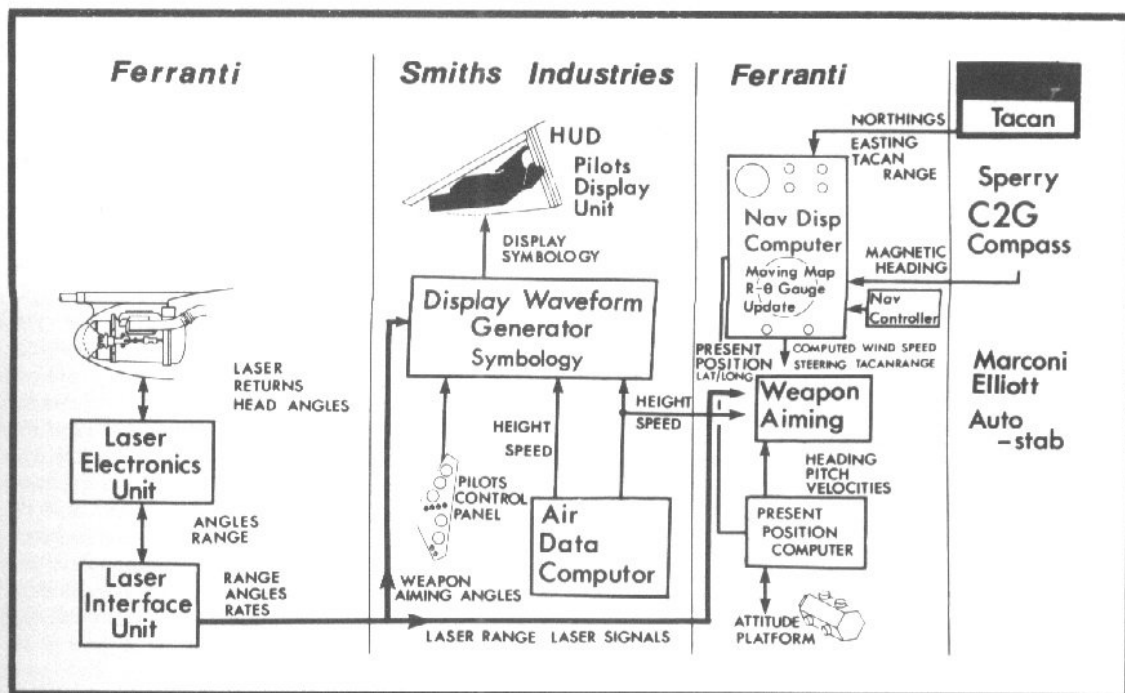 Ferranti
Smiths Industries
Ferranti
LASER
RETURNS
HEAD ANGLES
Laser
Electronics
Unit
ANGLES
RANGE
Laser
Interface
Unit
RANGE
ANGLES
RATES
HUD
Pilots
Display
Unit
DISPLAY
SYMBOLOGY
Display Waveform
Generator
Symbology
HEIGHT
SPEED
HEIGHT
SPEED
PILOTS
CONTROL
PANEL
Air
Data
Computor
WEAPON
AIMING ANGLES
LASER RANGE LASER SIGNALS
NORTHINGS
EASTING
TACAN
RANGE
Nav Disp
Computer
Moving Map
R-θ Gauge
Update
MAGNETIC
HEADING
Nav
Controller
PRESENT
POSITION
LAT/LONG
COMPUTED WIND SPEED
STEERING TACANRANGE
Weapon
Aiming
HEADING
PITCH
VELOCITIES
PRESENT
POSITION
COMPUTER
ATTITUDE
PLATFORM
Tacan
Sperry
C2G
Compass
Marconi
Elliott
Auto
-stab